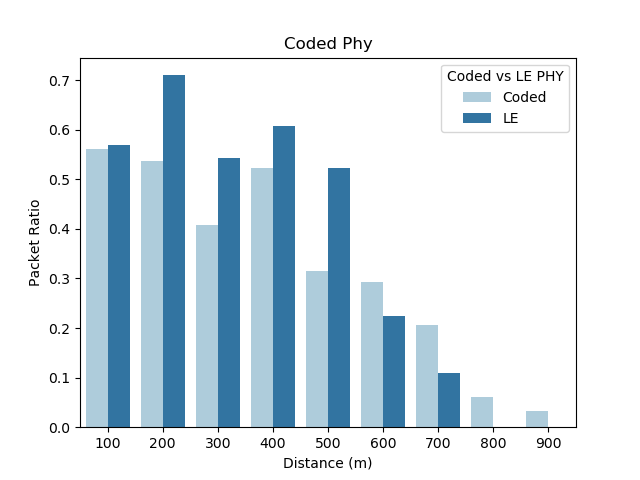 Coded Phy
Coded vs LE PHY
Coded
LE
Packet Ratio
0.7
0.6
0.5
0.4
0.3
0.2
0.1
0.0
100 200 300 400 500 600 700 800 900
Distance (m)